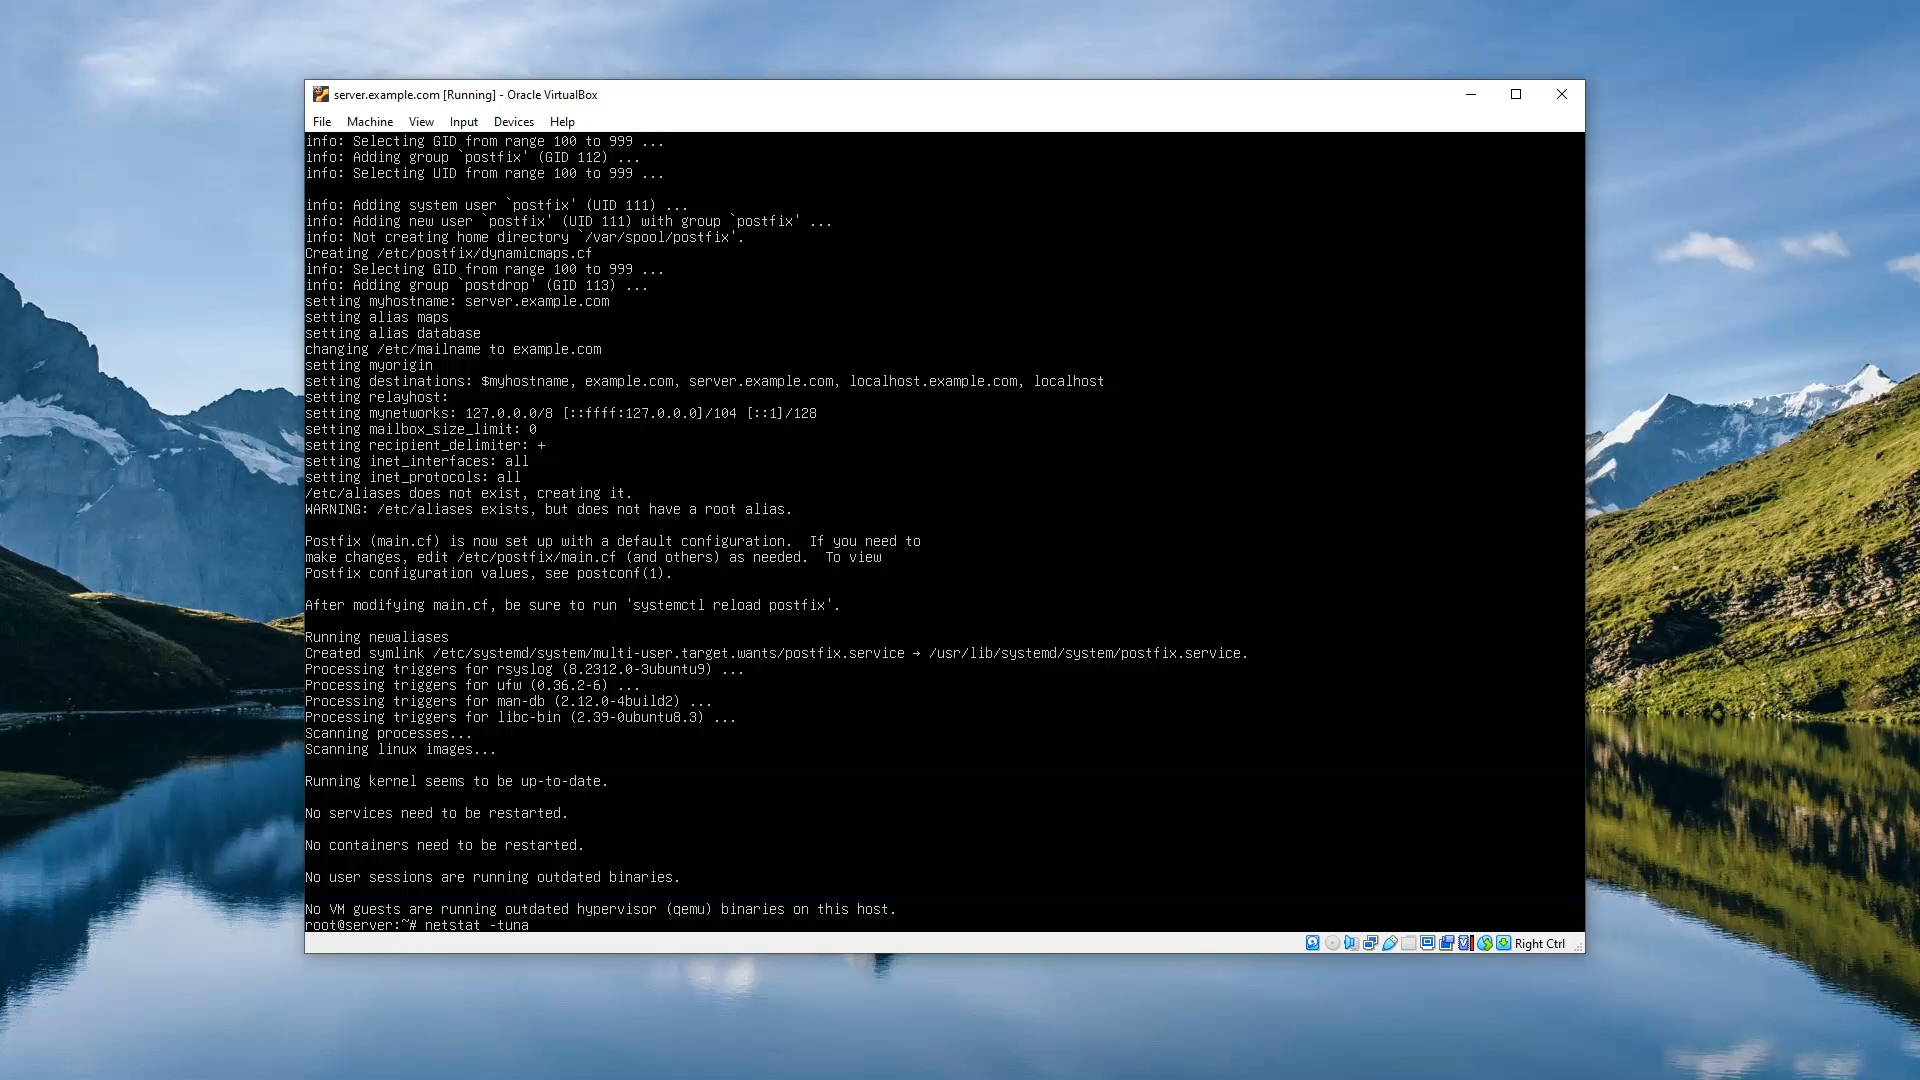 server.example.com [Running] - Oracle VirtualBox
File Machine View Input Devices Help
info: Selecting GID from range 100 to 999 ...
info: Adding group `postfix' (GID 112) ...
info: Selecting UID from range 100 to 999 ...
info: Adding system user `postfix' (UID 111) ...
info: Adding new user `postfix' (UID 111) with group `postfix' ...
info: Not creating home directory `/var/spool/postfix'.
Creating /etc/postfix/dynamicmaps.cf
info: Selecting GID from range 100 to 999 ...
info: Adding group `postdrop' (GID 113) ...
setting myhostname: server.example.com
setting alias maps
setting alias database
changing /etc/mailname to example.com
setting myorigin
setting destinations: $myhostname, example.com, server.example.com, localhost.example.com, localhost
setting relayhost:
setting mynetworks: 127.0.0.0/8 [::ffff:127.0.0.0]/104 [::1]/128
setting mailbox_size_limit: 0
setting recipient_delimiter: +
setting inet_interfaces: all
setting inet_protocols: all
/etc/aliases does not exist, creating it.
WARNING: /etc/aliases exists, but does not have a root alias.
Postfix (main.cf) is now set up with a default configuration.  If you need to
make changes, edit /etc/postfix/main.cf (and others) as needed.  To view
Postfix configuration values, see postconf(1).
After modifying main.cf, be sure to run 'systemctl reload postfix'.
Running newaliases
Created symlink /etc/systemd/system/multi-user.target.wants/postfix.service → /usr/lib/systemd/system/postfix.service.
Processing triggers for rsyslog (8.2312.0-3ubuntu9) ...
Processing triggers for ufw (0.36.2-6) ...
Processing triggers for man-db (2.12.0-4build2) ...
Processing triggers for libc-bin (2.39-0ubuntu8.3) ...
Scanning processes...
Scanning linux images...
Running kernel seems to be up-to-date.
No services need to be restarted.
No containers need to be restarted.
No user sessions are running outdated binaries.
No VM guests are running outdated hypervisor (qemu) binaries on this host.
root@server:~# netstat -tuna
Right Ctrl